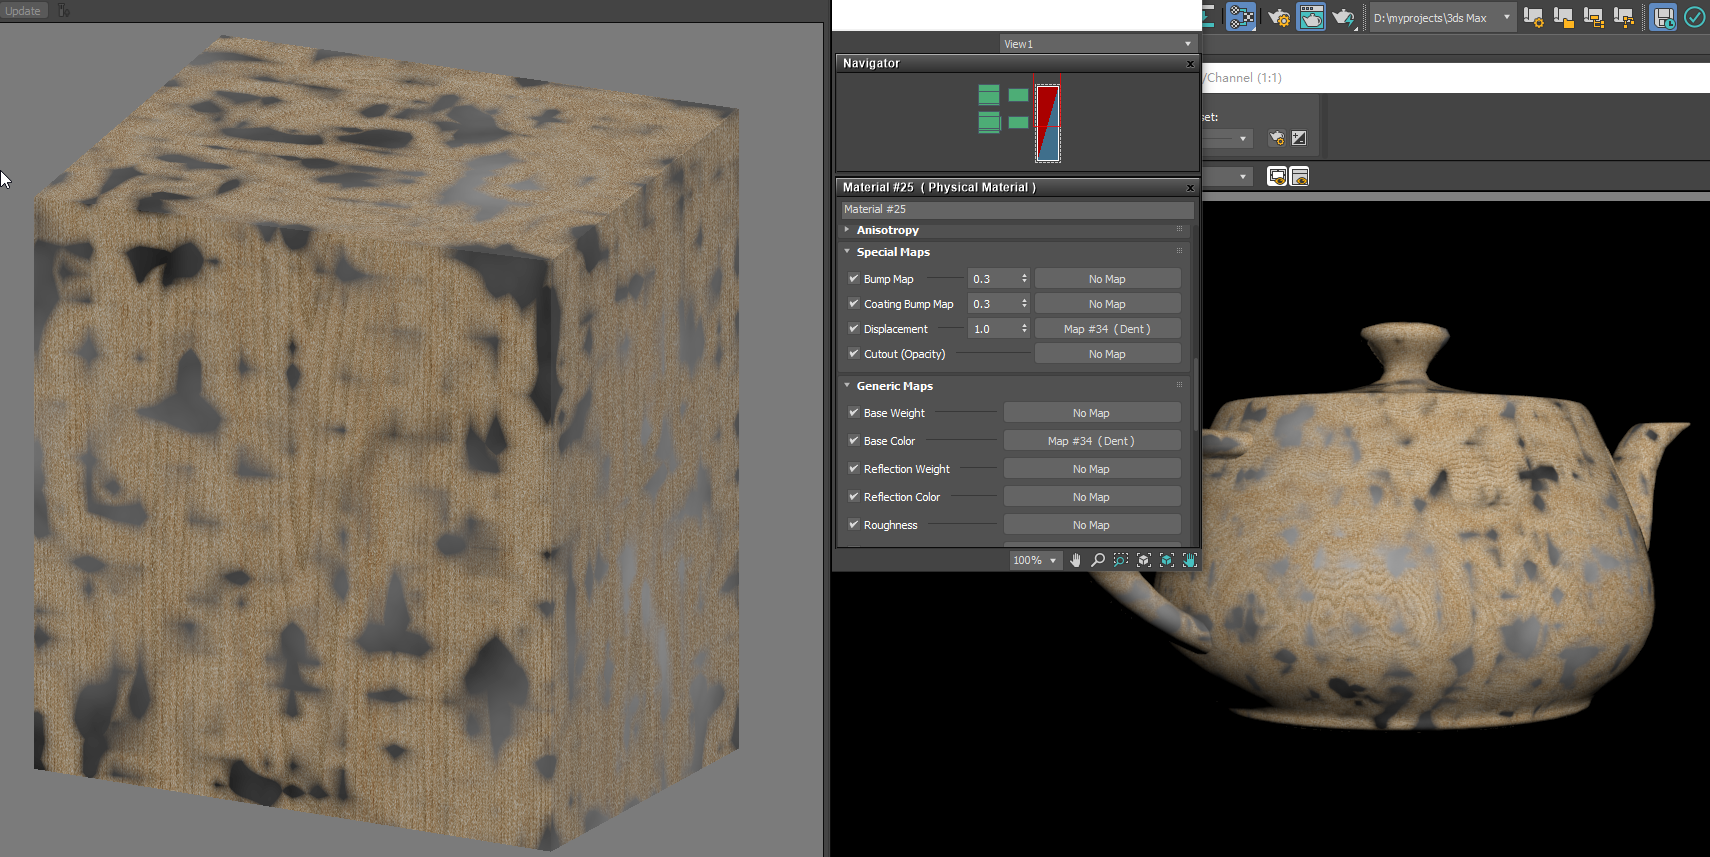 Update
View1
D:\myprojects\3ds Max
Navigator
x
/Channel (1:1)
set:
Material #25 ( Physical Material )
x
Material #25
Anisotropy
Special Maps
Bump Map 0.3 No Map
Coating Bump Map 0.3 No Map
Displacement 1.0 Map #34 ( Dent )
Cutout (Opacity) No Map
Generic Maps
Base Weight No Map
Base Color Map #34 ( Dent )
Reflection Weight No Map
Reflection Color No Map
Roughness No Map
100%